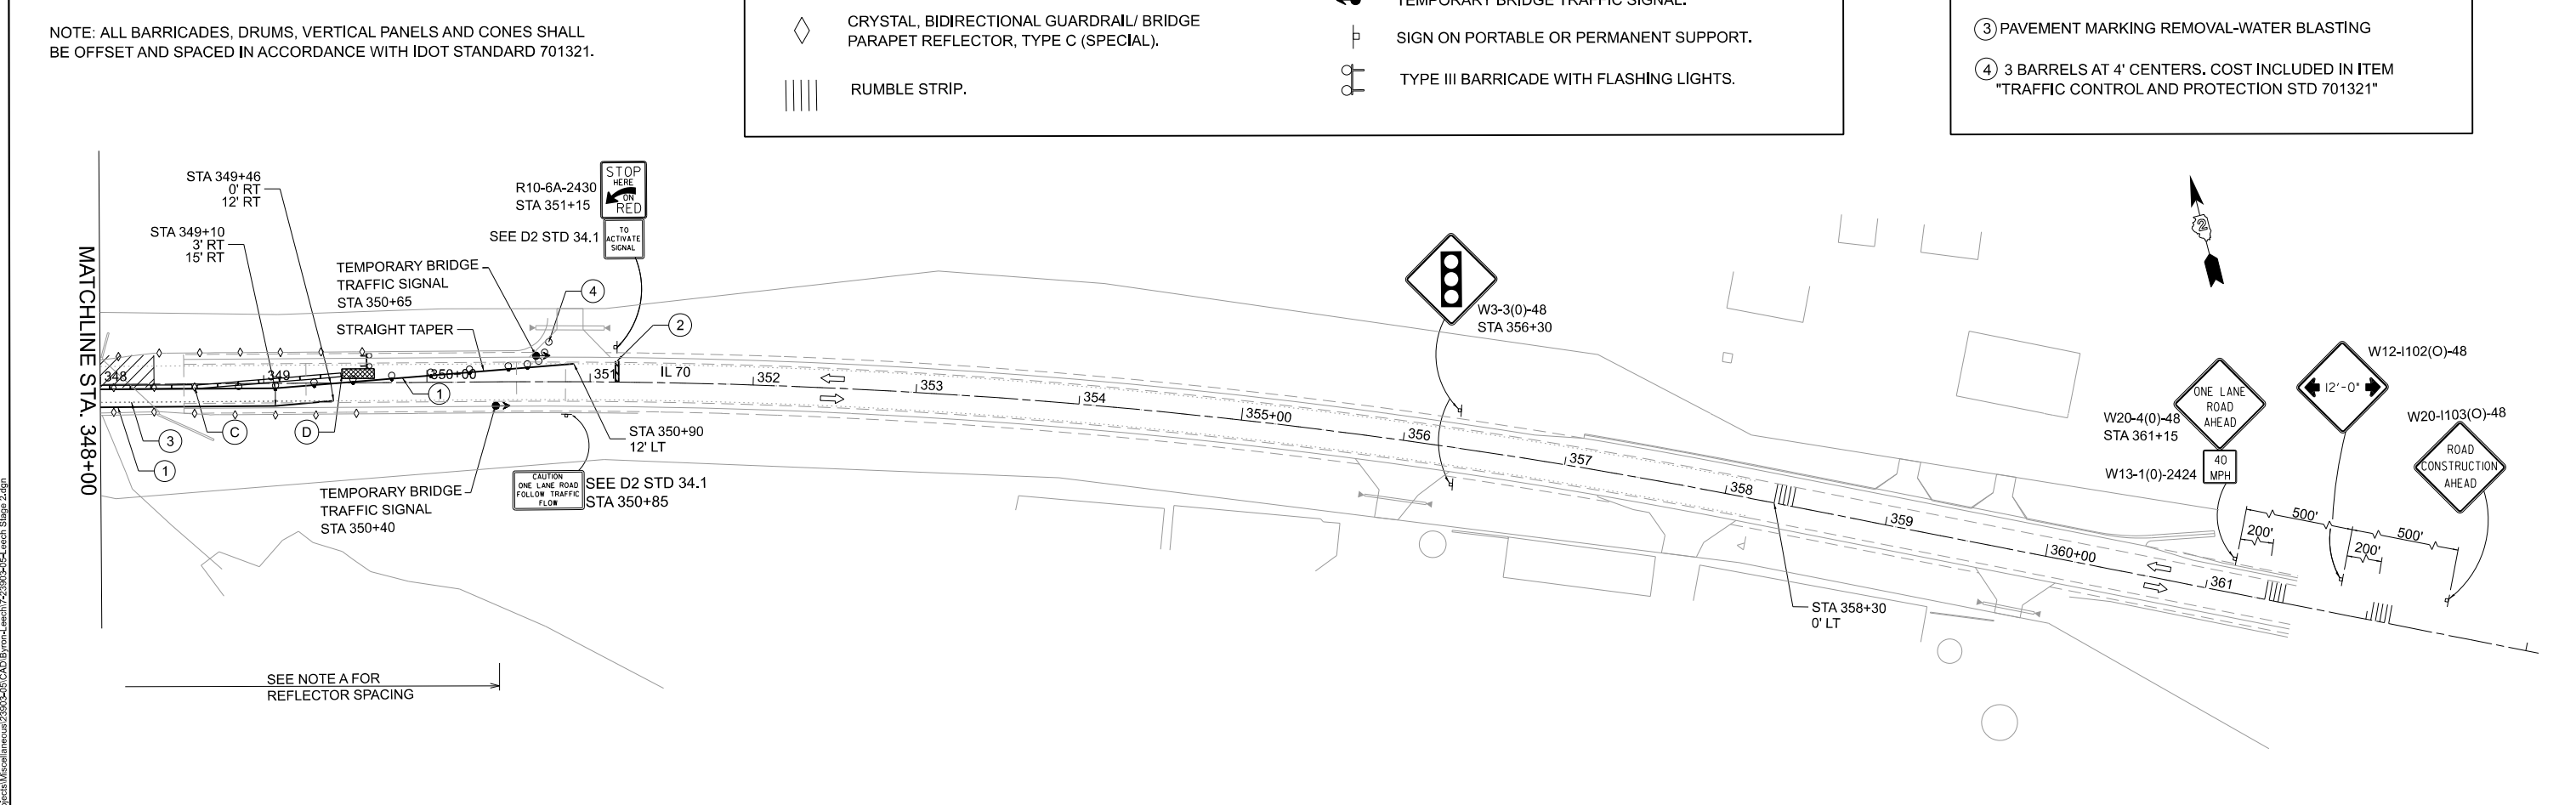 NOTE: ALL BARRICADES, DRUMS, VERTICAL PANELS AND CONES SHALL
BE OFFSET AND SPACED IN ACCORDANCE WITH IDOT STANDARD 701321.
CRYSTAL, BIDIRECTIONAL GUARDRAIL/ BRIDGE
PARAPET REFLECTOR, TYPE C (SPECIAL).
RUMBLE STRIP.
TEMPORARY BRIDGE TRAFFIC SIGNAL.
SIGN ON PORTABLE OR PERMANENT SUPPORT.
TYPE III BARRICADE WITH FLASHING LIGHTS.
3 PAVEMENT MARKING REMOVAL-WATER BLASTING
4 3 BARRELS AT 4' CENTERS. COST INCLUDED IN ITEM
"TRAFFIC CONTROL AND PROTECTION STD 701321"
MATCHLINE STA. 348+00
STA 349+46
0' RT
12' RT
STA 349+10
3' RT
15' RT
R10-6A-2430
STA 351+15
STOP
HERE
ON
RED
SEE D2 STD 34.1
TO
ACTIVATE
SIGNAL
TEMPORARY BRIDGE
TRAFFIC SIGNAL
STA 350+65
STRAIGHT TAPER
4
2
348
349
350+00
351
IL 70
352
353
354
355+00
356
357
358
359
360+00
361
1
C
D
3
1
STA 350+90
12' LT
TEMPORARY BRIDGE
TRAFFIC SIGNAL
STA 350+40
CAUTION
ONE LANE ROAD
FOLLOW TRAFFIC
FLOW
SEE D2 STD 34.1
STA 350+85
SEE NOTE A FOR
REFLECTOR SPACING
W3-3(0)-48
STA 356+30
STA 358+30
0' LT
2
ONE LANE
ROAD
AHEAD
W20-4(0)-48
STA 361+15
40
MPH
W13-1(0)-2424
W12-I102(O)-48
12'-0"
W20-I103(O)-48
ROAD
CONSTRUCTION
AHEAD
500'
200'
500'
200'